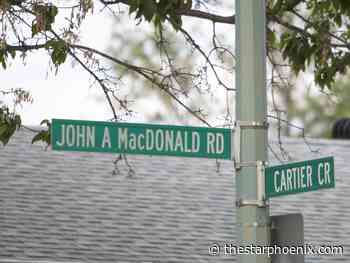 JOHN A MacDONALD RD
CARTIER CR
thestarphoenix.com